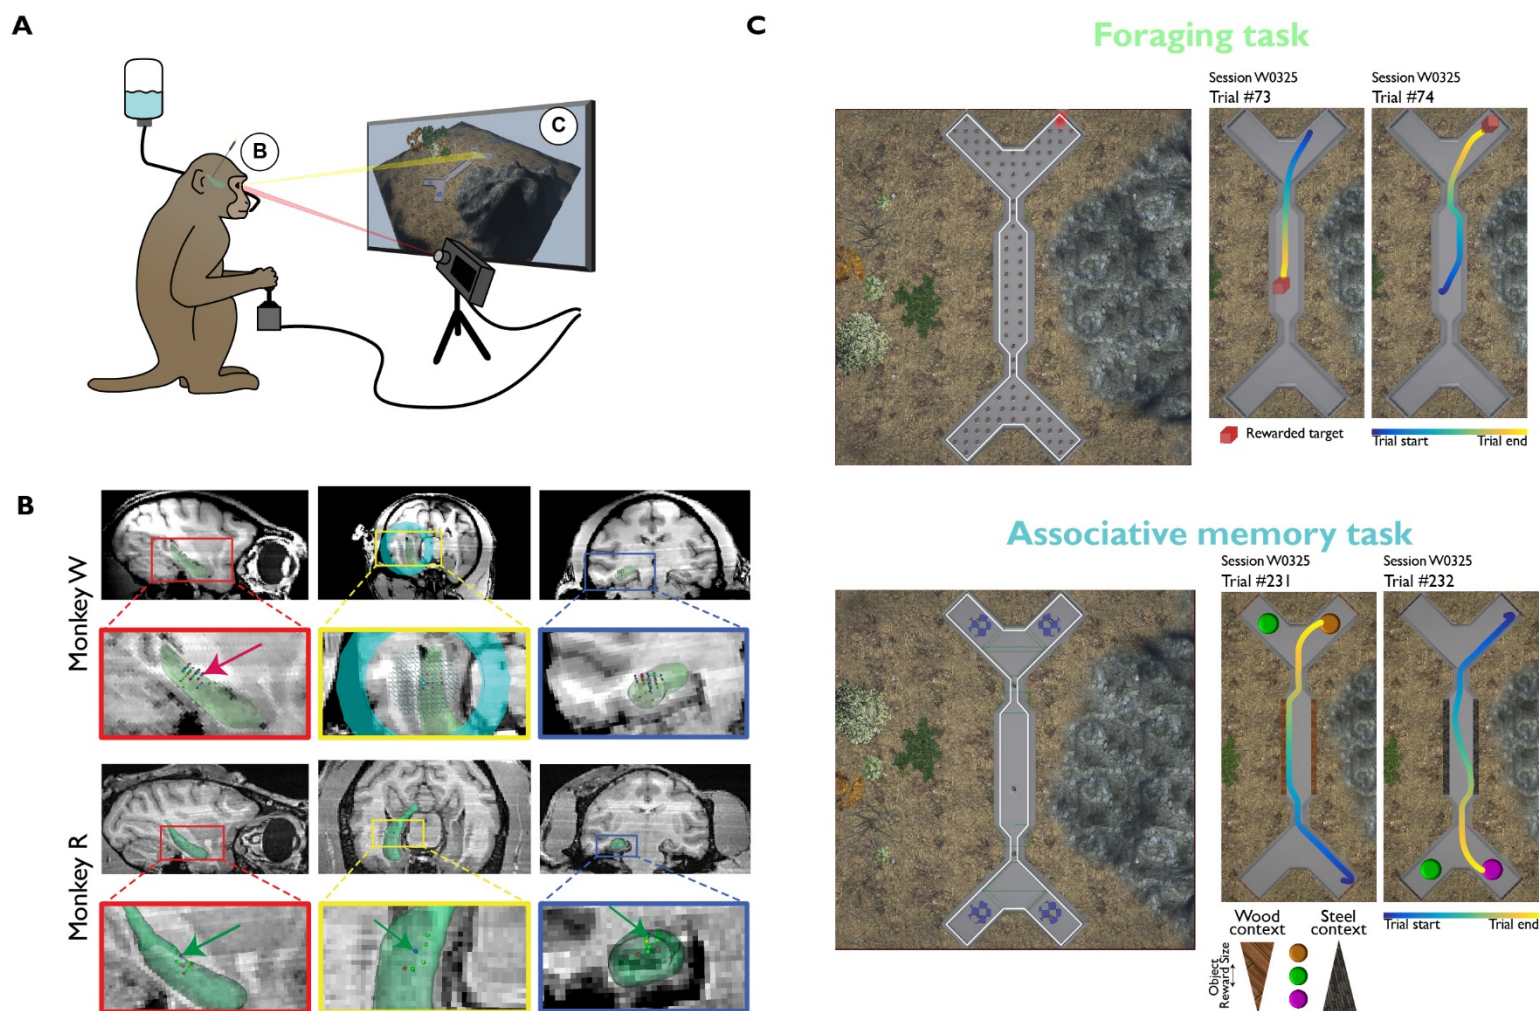 A
B
C
C
Foraging task
Session W0325
Trial #73
Session W0325
Trial #74
Rewarded target
Trial start
Trial end
B
Monkey W
Monkey R
Associative memory task
Session W0325
Trial #231
Session W0325
Trial #232
Wood
context
Steel
context
Trial start
Trial end
Object
Reward Size